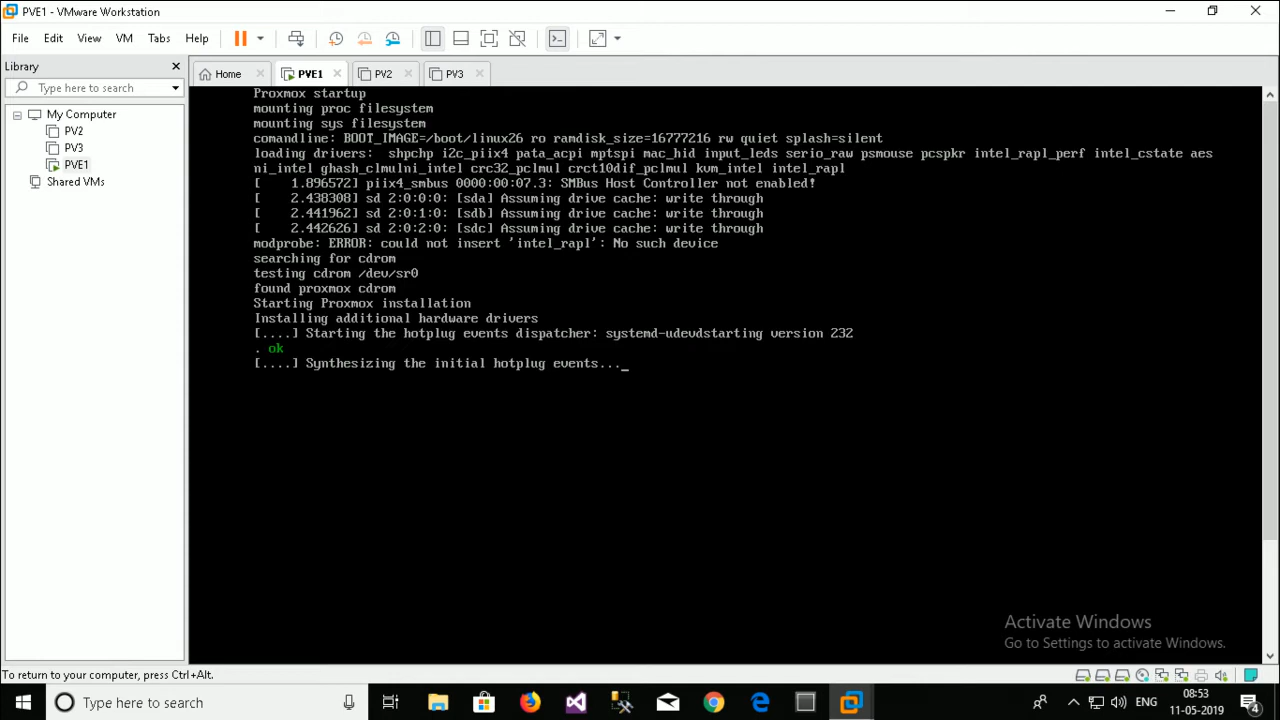 PVE1 - VMware Workstation
File Edit View VM Tabs Help
Library
Type here to search
My Computer
PV2
PV3
PVE1
Shared VMs
Home PVE1 PV2 PV3
Proxmox startup
mounting proc filesystem
mounting sys filesystem
comandline: BOOT_IMAGE=/boot/linux26 ro ramdisk_size=16777216 rw quiet splash=silent
loading drivers: shpchp i2c_piix4 pata_acpi mptspi mac_hid input_leds serio_raw psmouse pcspkr intel_rapl_perf intel_cstate aes
ni_intel ghash_clmulni_intel crc32_pclmul crct10dif_pclmul kvm_intel intel_rapl
[ 1.896572] piix4_smbus 0000:00:07.3: SMBus Host Controller not enabled!
[ 2.438308] sd 2:0:0:0: [sda] Assuming drive cache: write through
[ 2.441962] sd 2:0:1:0: [sdb] Assuming drive cache: write through
[ 2.442626] sd 2:0:2:0: [sdc] Assuming drive cache: write through
modprobe: ERROR: could not insert 'intel_rapl': No such device
searching for cdrom
testing cdrom /dev/sr0
found proxmox cdrom
Starting Proxmox installation
Installing additional hardware drivers
[....] Starting the hotplug events dispatcher: systemd-udevdstarting version 232
. ok
[....] Synthesizing the initial hotplug events..._
Activate Windows
Go to Settings to activate Windows.
To return to your computer, press Ctrl+Alt.
Type here to search
ENG
08:53
11-05-2019
4